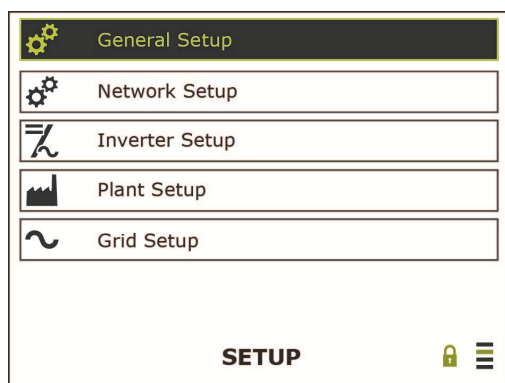 General Setup
Network Setup
Inverter Setup
Plant Setup
Grid Setup
SETUP